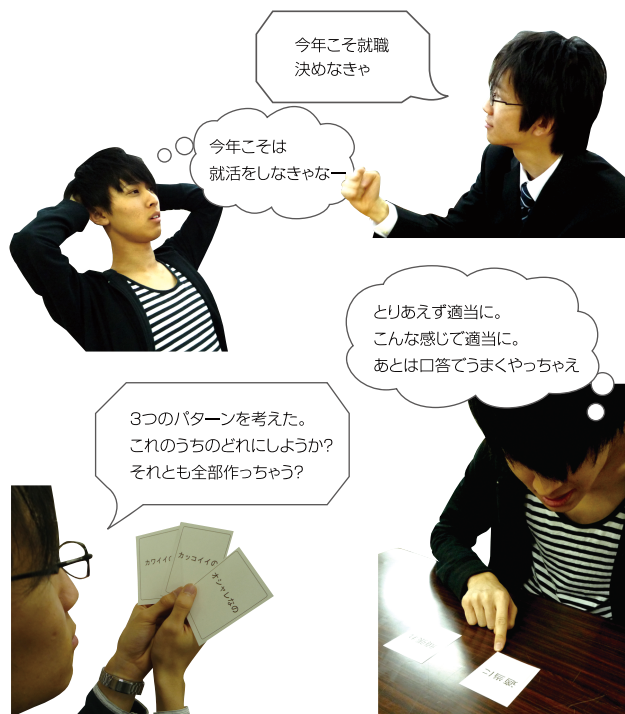 今年こそ就職
決めなきゃ
今年こそは
就活をしなきゃなー
とりあえず適当に。
こんな感じで適当に。
あとは口答でうまくやっちゃえ
3つのパターンを考えた。
これのうちのどれにしようか?
それとも全部作っちゃう?
カワイイ
カッコイイの
オシャレなの